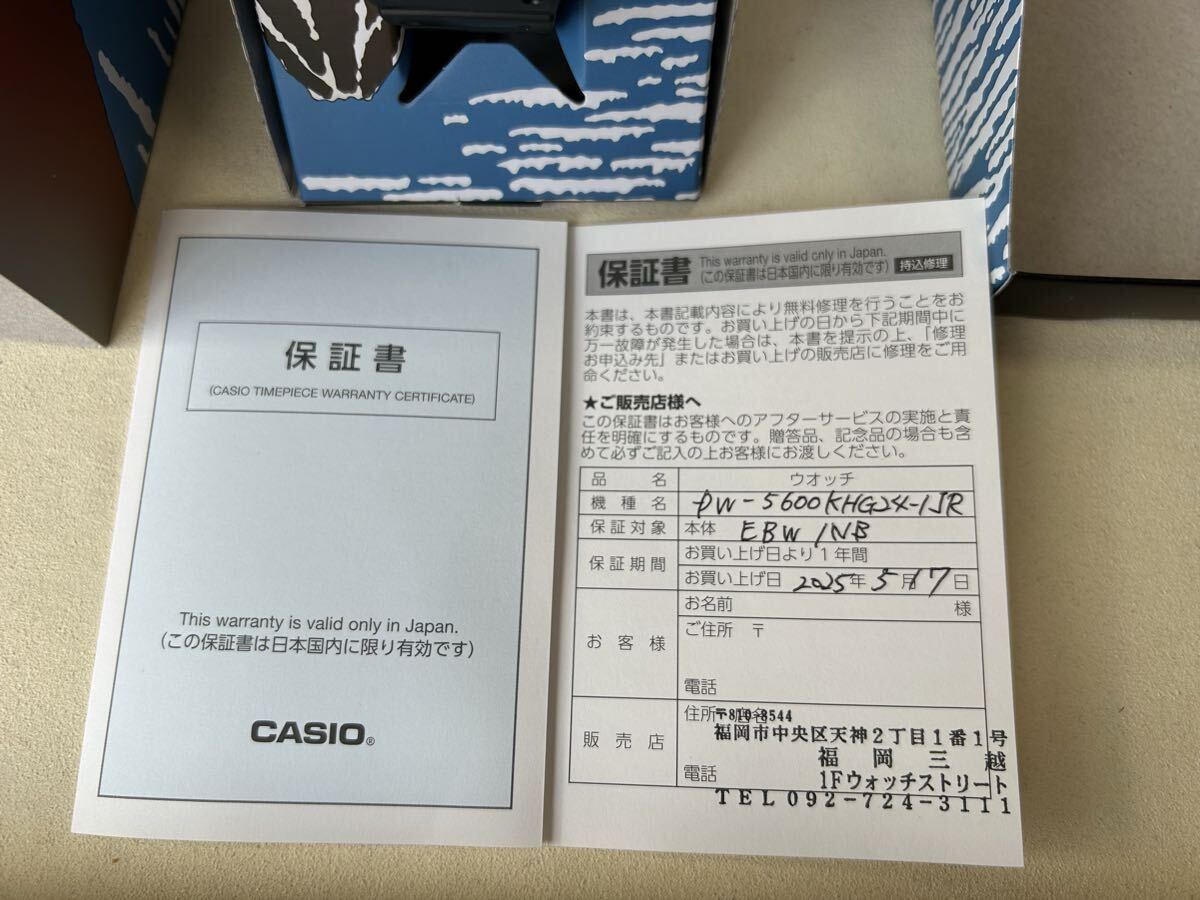 保証書
(CASIO TIMEPIECE WARRANTY CERTIFICATE)
This warranty is valid only in Japan.
(この保証書は日本国内に限り有効です)
CASIO®
保証書 This warranty is valid only in Japan. (この保証書は日本国内に限り有効です) 持込修理
本書は、本書記載内容により無料修理を行うことをお
約束するものです。お買い上げの日から下記期間中に
万一故障が発生した場合は、本書を提示の上、「修理
お申込み先」またはお買い上げの販売店に修理をご用
命ください。
★ご販売店様へ
この保証書はお客様へのアフターサービスの実施と責
任を明確にするものです。贈答品、記念品の場合も含
めて必ずご記入の上お客様にお渡しください。
品名 ウオッチ
機種名 DW-5600KHG24-1JR
保証対象 本体 EBW INB
保証期間 お買い上げ日より1年間
お買い上げ日 2025年5月17日
お客様 お名前 様
ご住所 〒
電話
販売店 住所・店名
〒810-8544
福岡市中央区天神2丁目1番1号
福岡三越
電話 1Fウォッチストリート
TEL 092-724-3111